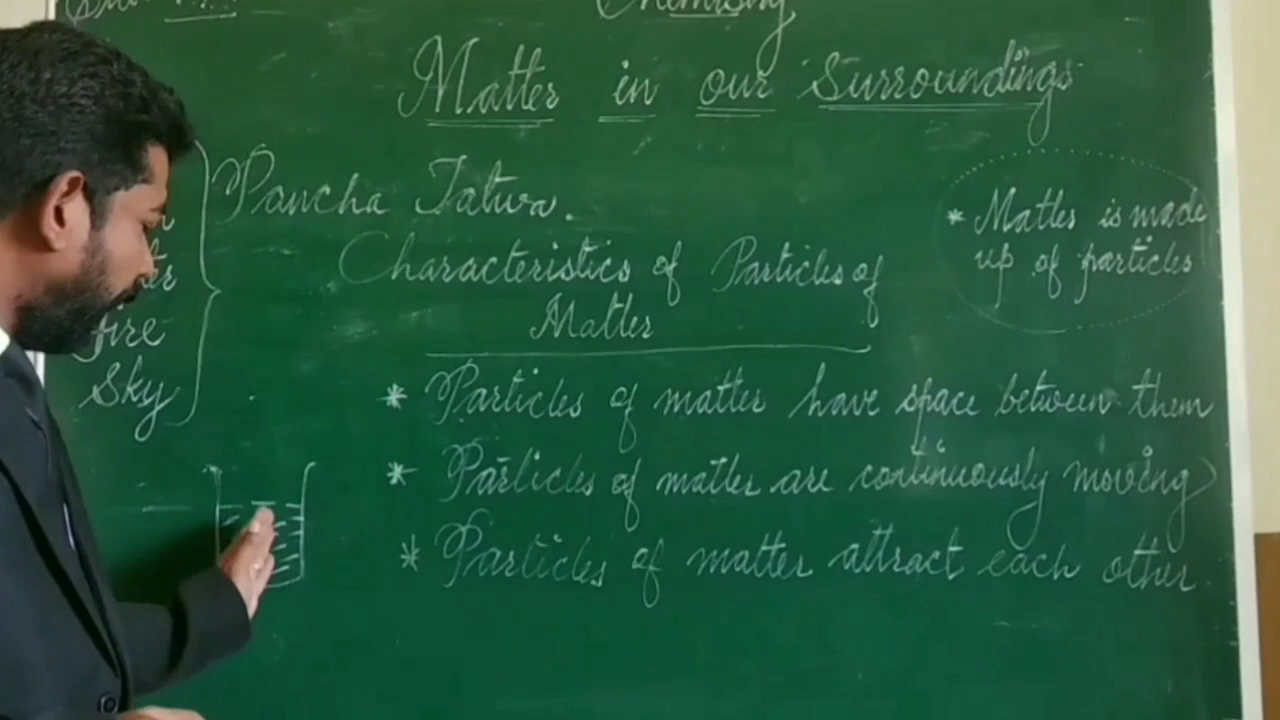 Chemistry
Matter in our Surroundings
Pancha Tatva.
fire
Sky
Characteristics of Particles of
Matter
* Matter is made
up of particles
* Particles of matter have space between them
* Particles of matter are continuously moving
* Particles of matter attract each other